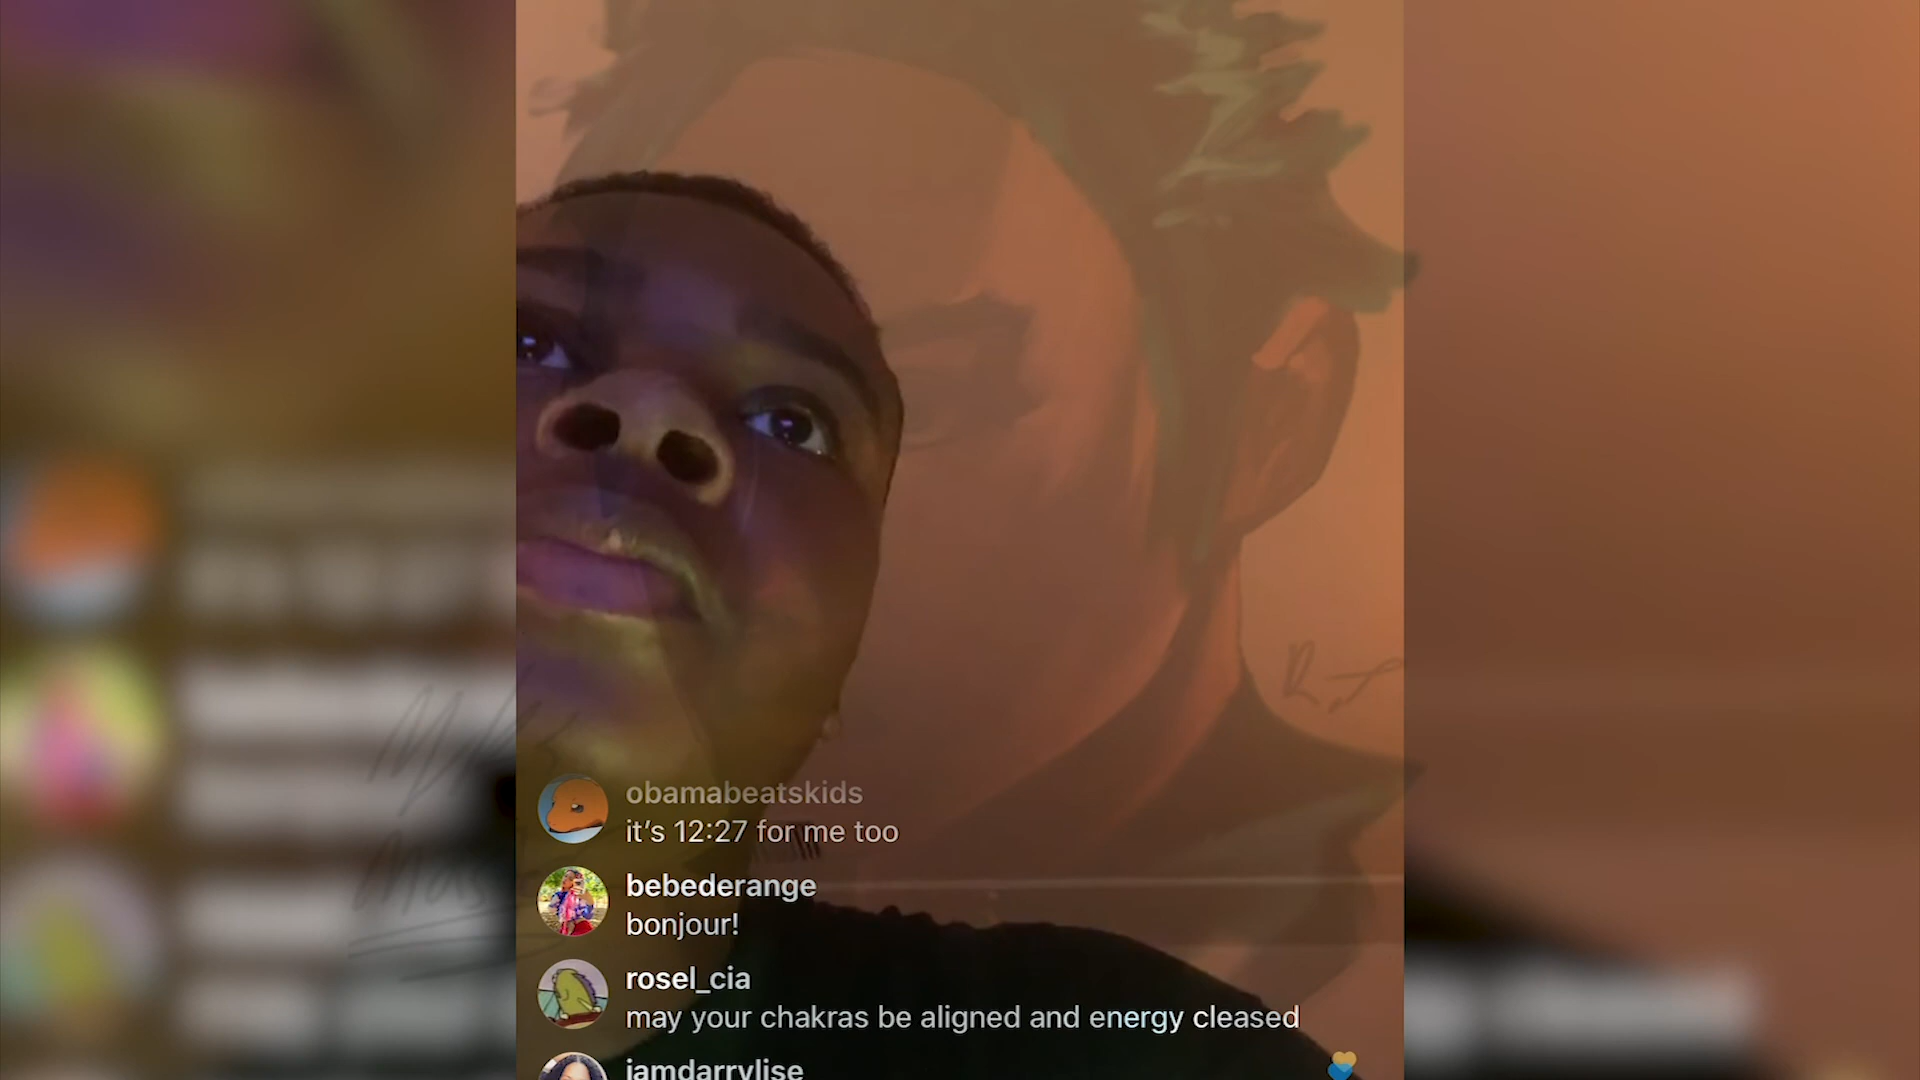 obamabeatskids
it's 12:27 for me too
bebederange
bonjour!
rosel_cia
may your chakras be aligned and energy cleased
iamdarrylise